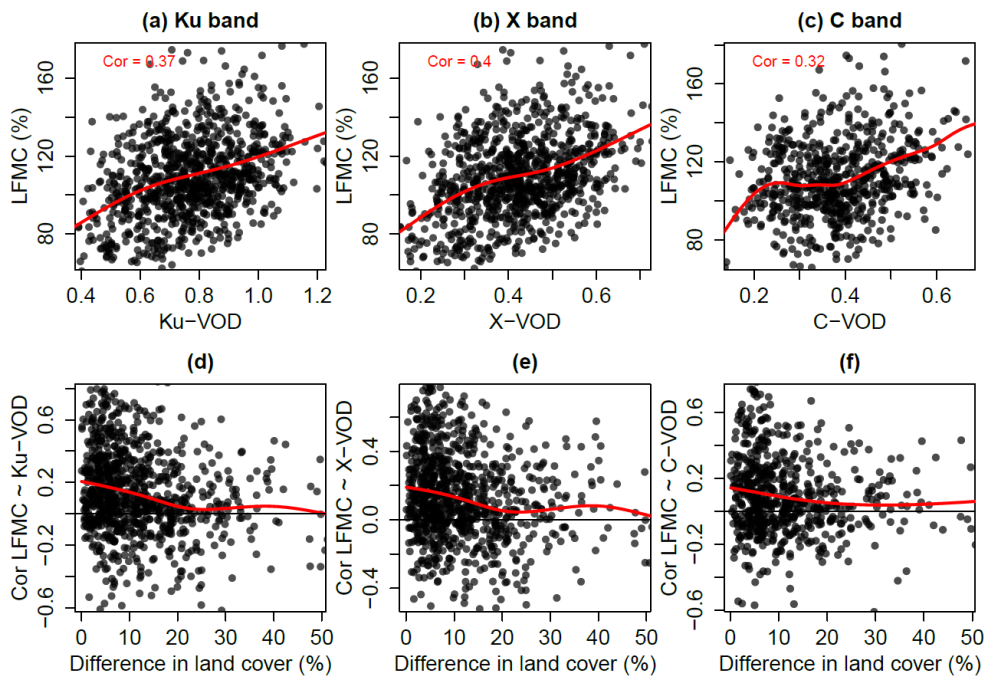 (a) Ku band
Cor = 0.37
LFMC (%)
160
120
80
0.4 0.6 0.8 1.0 1.2
Ku−VOD
(b) X band
Cor = 0.4
LFMC (%)
160
120
80
0.2 0.4 0.6
X−VOD
(c) C band
Cor = 0.32
LFMC (%)
160
120
80
0.2 0.4 0.6
C−VOD
(d)
Cor LFMC ~ Ku−VOD
0.6
0.2
−0.2
−0.6
0 10 20 30 40 50
Difference in land cover (%)
(e)
Cor LFMC ~ X−VOD
0.4
0.0
−0.4
0 10 20 30 40 50
Difference in land cover (%)
(f)
Cor LFMC ~ C−VOD
0.6
0.2
−0.2
−0.6
0 10 20 30 40 50
Difference in land cover (%)